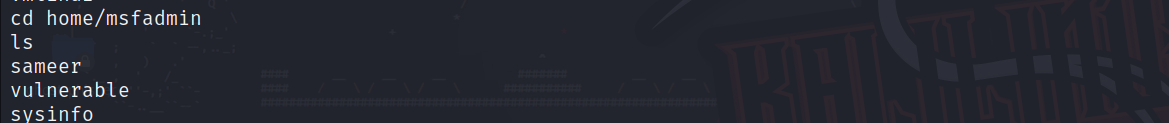 cd home/msfadmin
ls
sameer
vulnerable
sysinfo